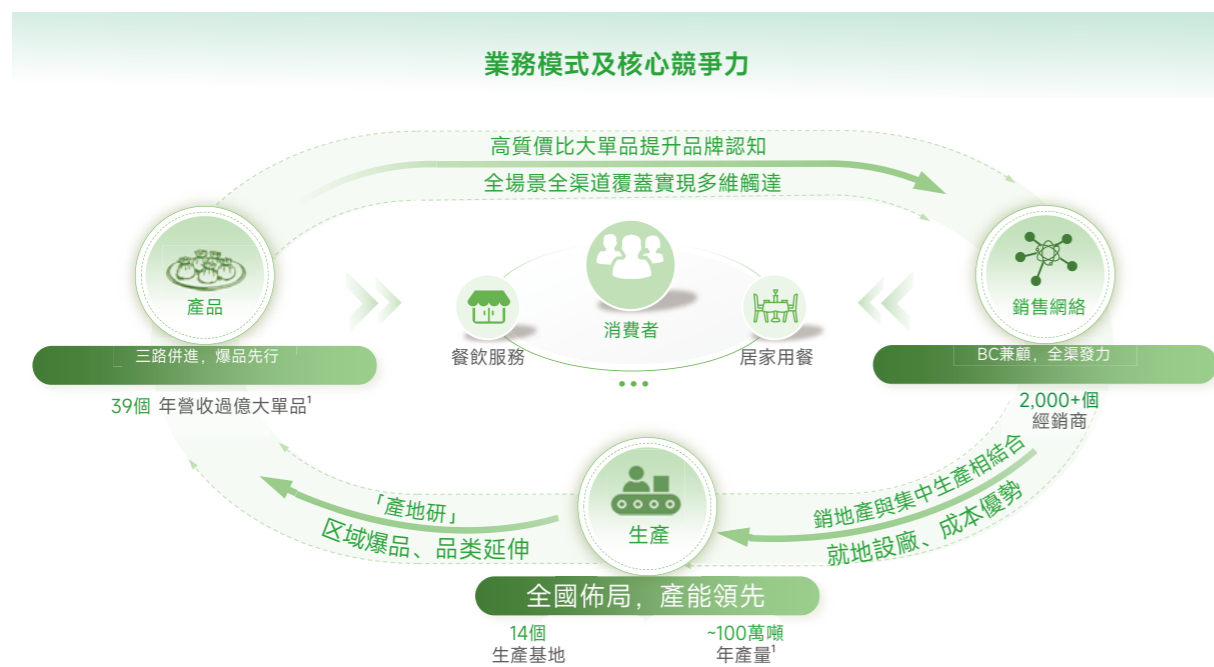 業務模式及核心競爭力
高質價比大單品提升品牌認知
全場景全渠道覆蓋實現多維觸達
產品
三路併進，爆品先行
39個 年營收過億大單品¹
消費者
餐飲服務
居家用餐
銷售網絡
BC兼顧，全渠發力
2,000+個
經銷商
銷地產與集中生產相結合
就地設廠、成本優勢
「產地研」
区域爆品、品类延伸
生產
全國佈局，產能領先
14個
生產基地
~100萬噸
年產量¹